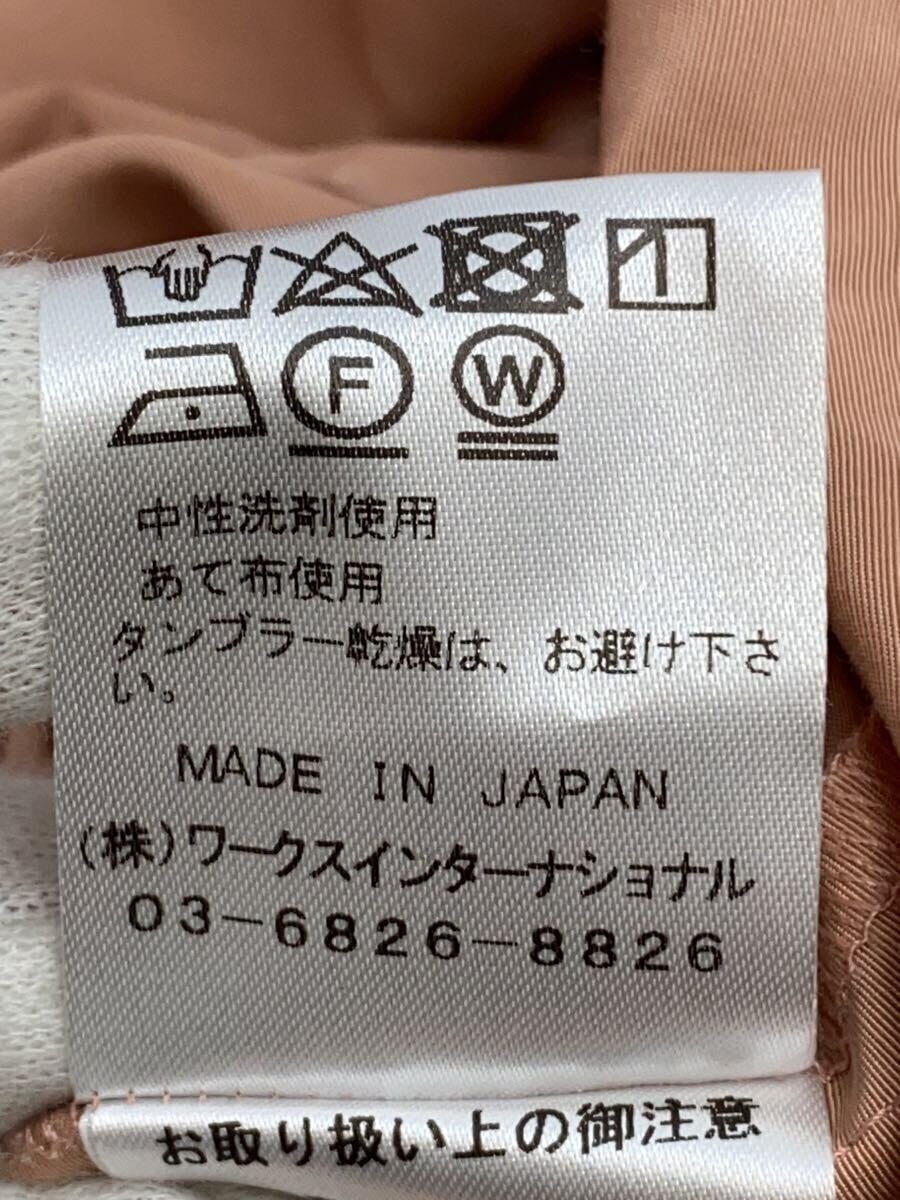 F W
中性洗剤使用
あて布使用
タンブラー乾燥は、お避け下さ
い。
MADE IN JAPAN
(株)ワークスインターナショナル
03-6826-8826
お取り扱い上の御注意